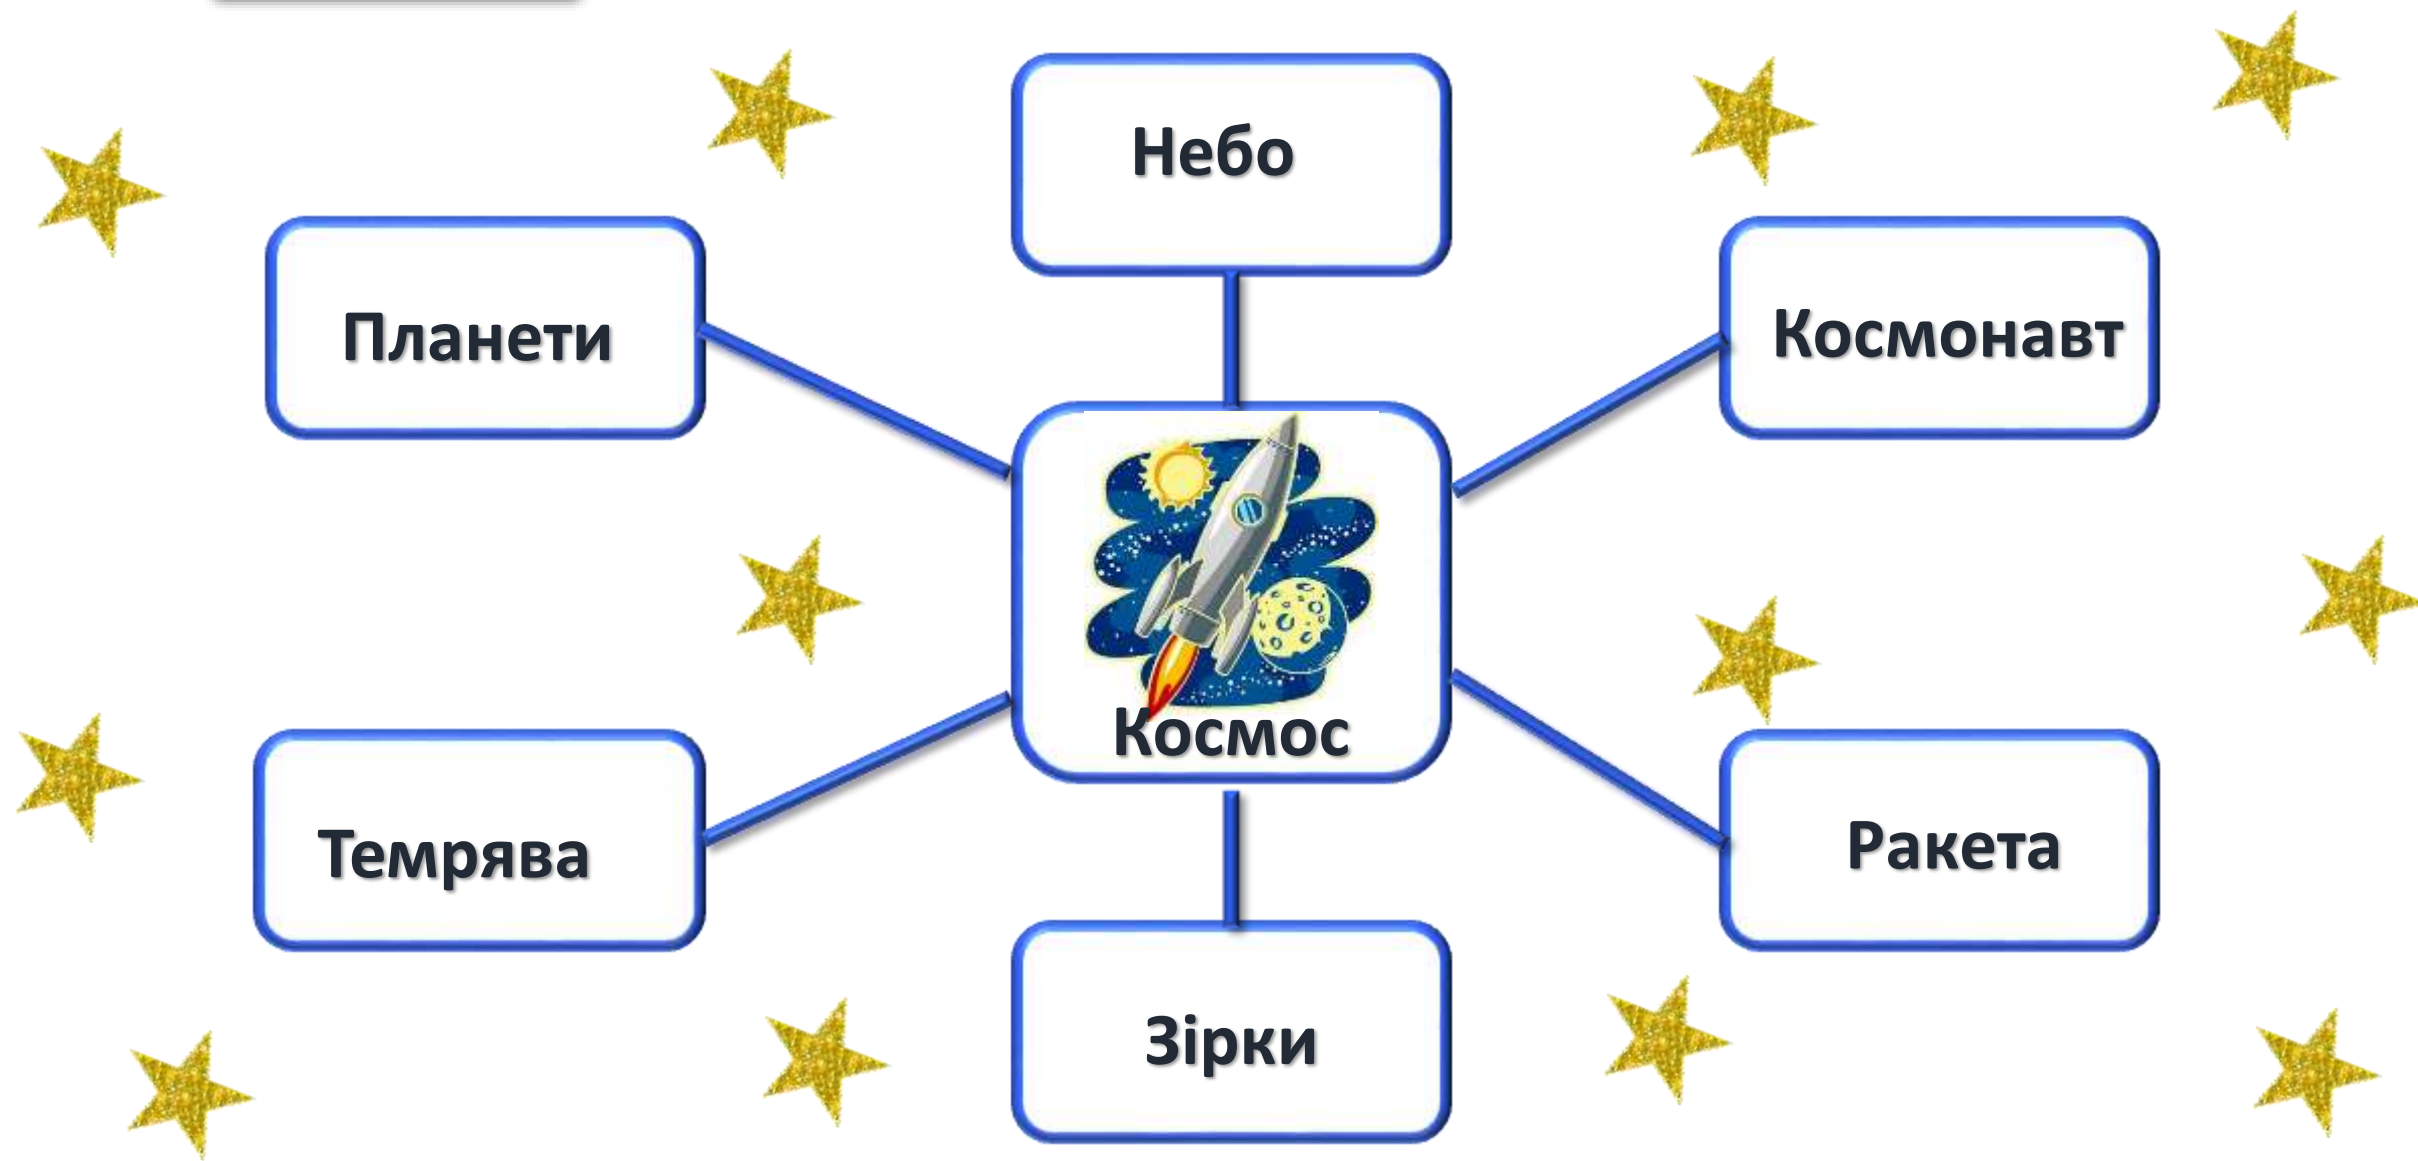 Небо
Планети
Космонавт
Космос
Темрява
Ракета
Зірки